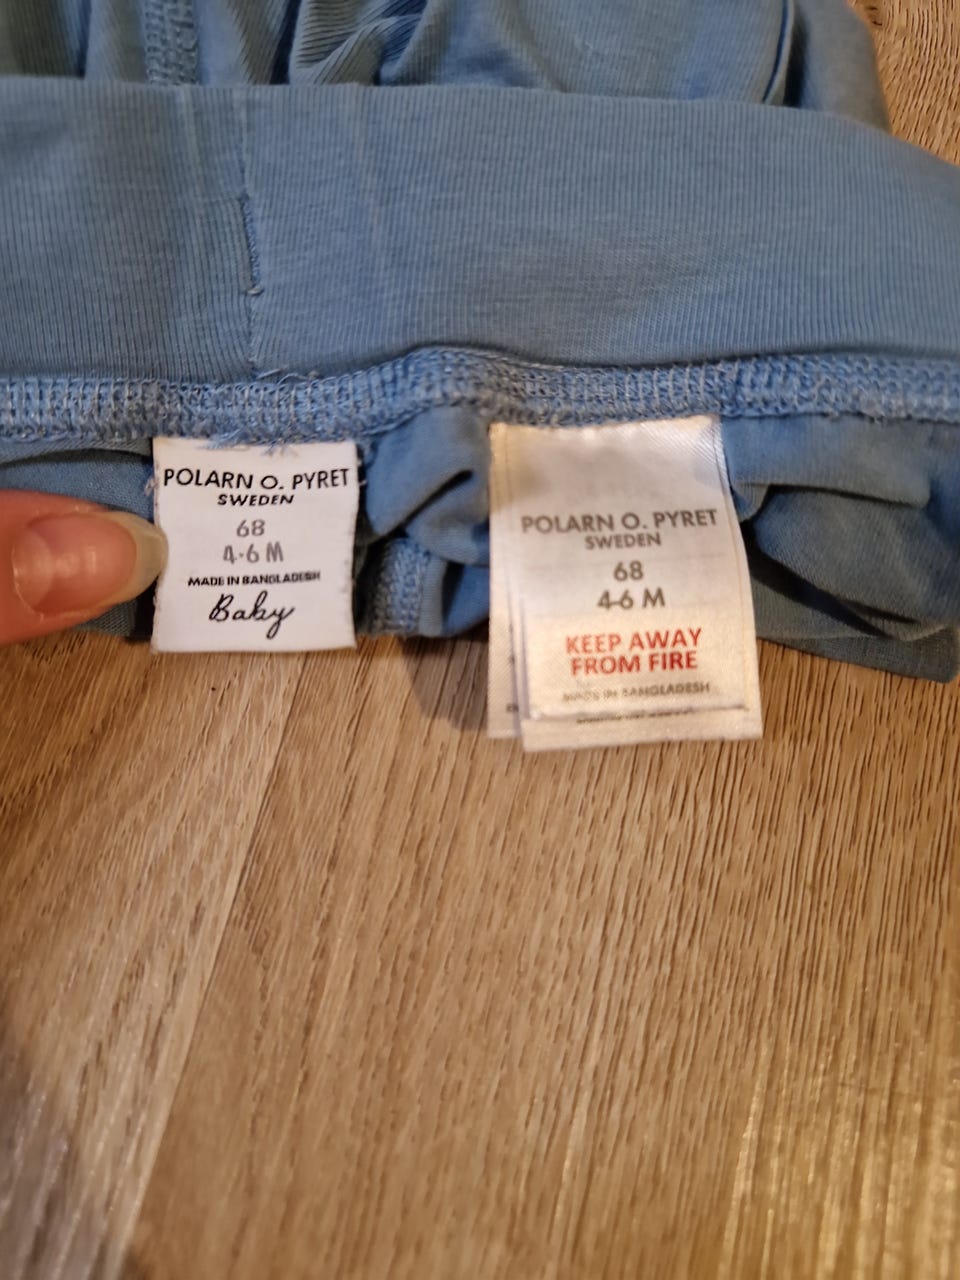 POLARN O. PYRET
SWEDEN
68
4-6 M
MADE IN BANGLADESH
Baby
POLARN O. PYRET
SWEDEN
68
4-6 M
KEEP AWAY
FROM FIRE
MADE IN BANGLADESH